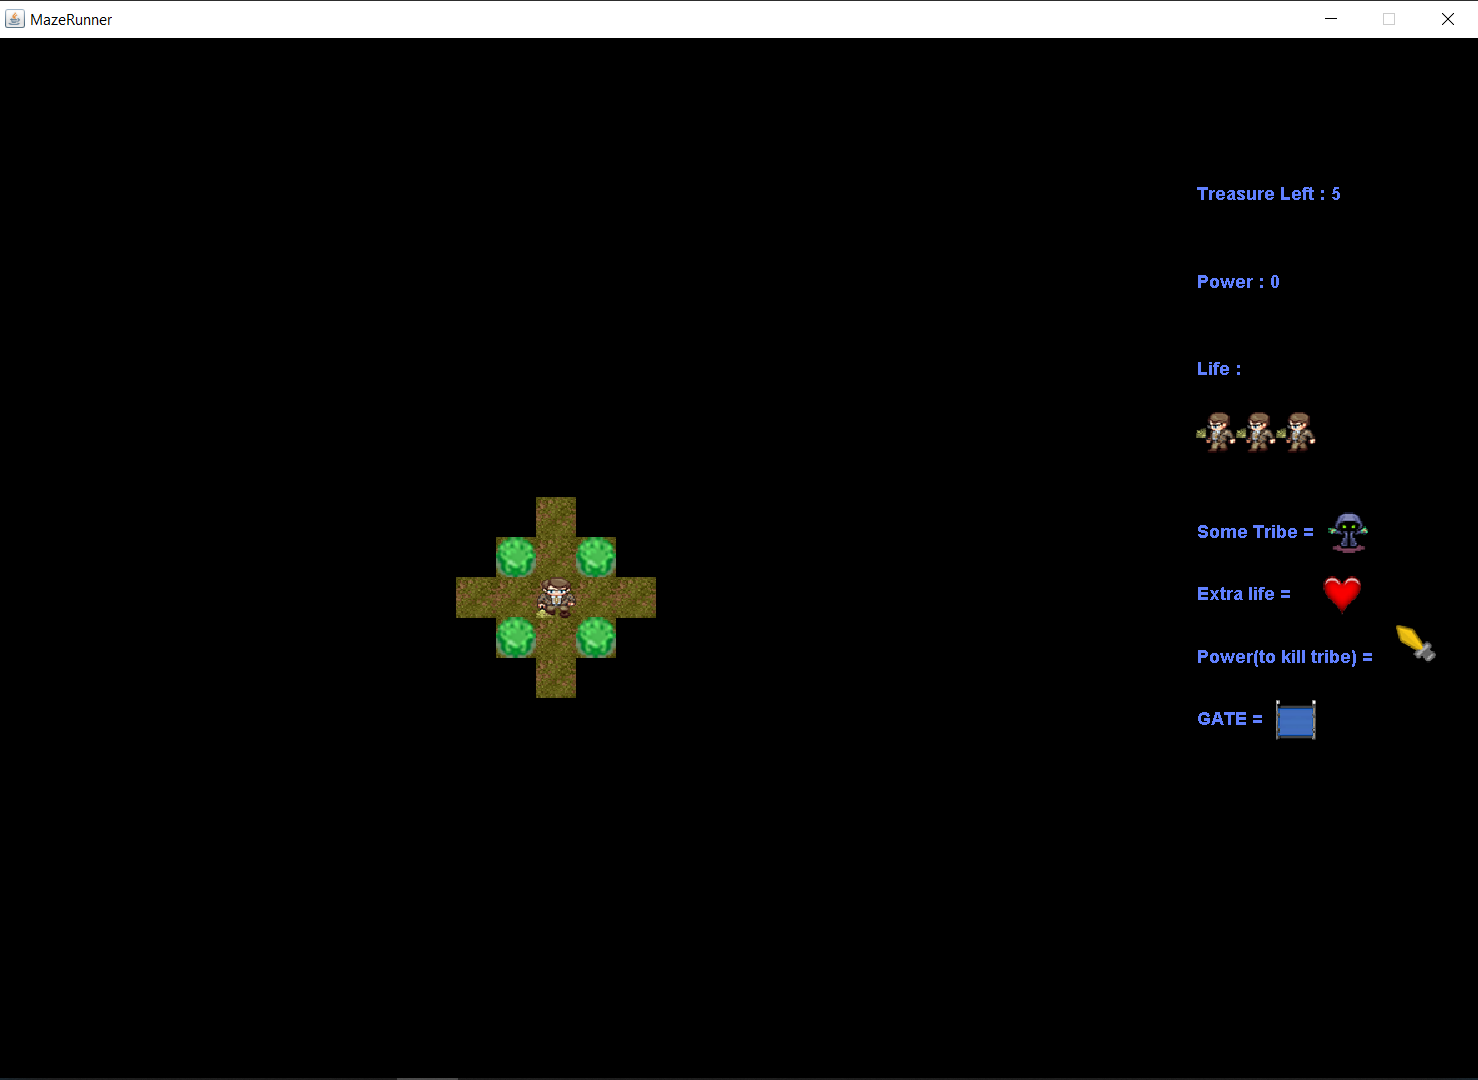 MazeRunner
Treasure Left : 5
Power : 0
Life :
Some Tribe =
Extra life =
Power(to kill tribe) =
GATE =